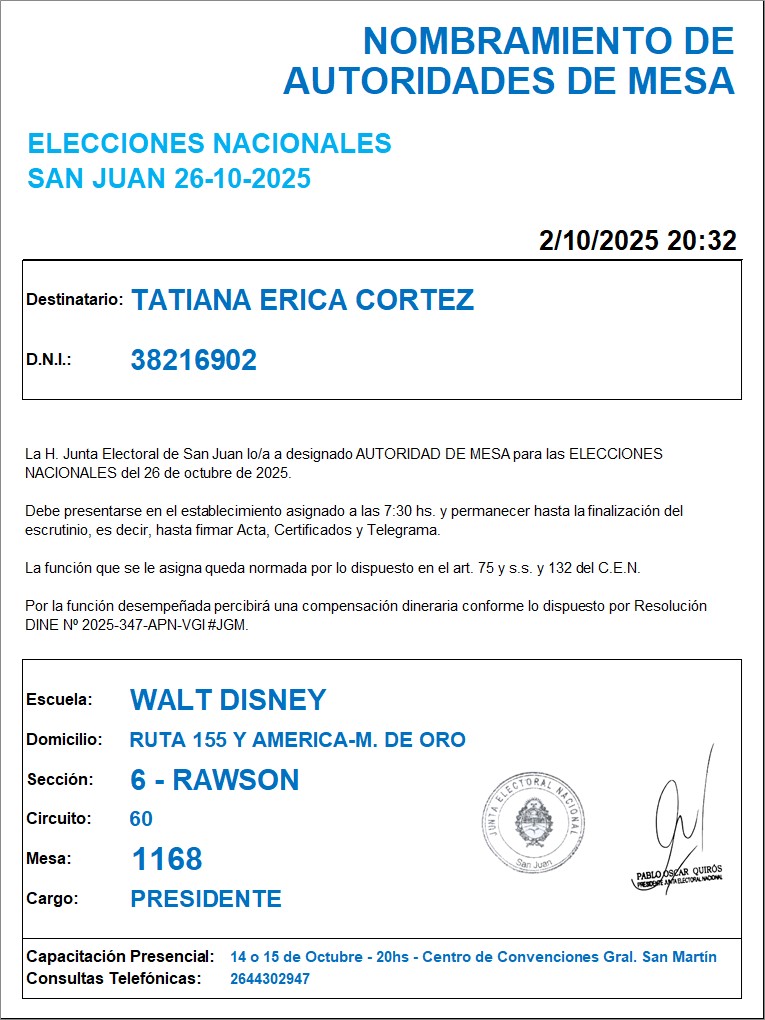 NOMBRAMIENTO DE
AUTORIDADES DE MESA
ELECCIONES NACIONALES
SAN JUAN 26-10-2025
2/10/2025 20:32
Destinatario: TATIANA ERICA CORTEZ
D.N.I.: 38216902
La H. Junta Electoral de San Juan lo/a a designado AUTORIDAD DE MESA para las ELECCIONES
NACIONALES del 26 de octubre de 2025.
Debe presentarse en el establecimiento asignado a las 7:30 hs. y permanecer hasta la finalización del
escrutinio, es decir, hasta firmar Acta, Certificados y Telegrama.
La función que se le asigna queda normada por lo dispuesto en el art. 75 y s.s. y 132 del C.E.N.
Por la función desempeñada percibirá una compensación dineraria conforme lo dispuesto por Resolución
DINE Nº 2025-347-APN-VGI#JGM.
Escuela: WALT DISNEY
Domicilio: RUTA 155 Y AMERICA-M. DE ORO
Sección: 6 - RAWSON
Circuito: 60
Mesa: 1168
Cargo: PRESIDENTE
JUNTA ELECTORAL NACIONAL
San Juan
PABLO OSCAR QUIRÓS
PRESIDENTE JUNTA ELECTORAL NACIONAL
Capacitación Presencial: 14 o 15 de Octubre - 20hs - Centro de Convenciones Gral. San Martín
Consultas Telefónicas: 2644302947